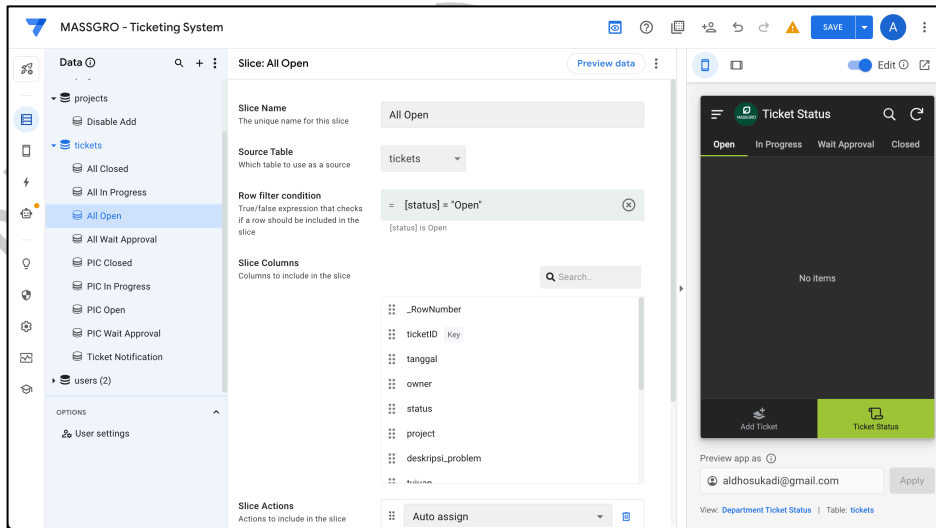 MASSGRO - Ticketing System
SAVE
A
Data
Slice: All Open
Preview data
Edit
projects
Disable Add
tickets
All Closed
All In Progress
All Open
All Wait Approval
PIC Closed
PIC In Progress
PIC Open
PIC Wait Approval
Ticket Notification
users (2)
OPTIONS
User settings
Slice Name
The unique name for this slice
All Open
Source Table
Which table to use as a source
tickets
Row filter condition
True/false expression that checks
if a row should be included in the
slice
= [status] = "Open"
[status] is Open
Slice Columns
Columns to include in the slice
Search..
_RowNumber
ticketID Key
tanggal
owner
status
project
deskripsi_problem
tujuan
Slice Actions
Actions to include in the slice
Auto assign
MASSGRO
Ticket Status
Open In Progress Wait Approval Closed
No items
Add Ticket
Ticket Status
Preview app as
aldhosukadi@gmail.com
Apply
View: Department Ticket Status | Table: tickets